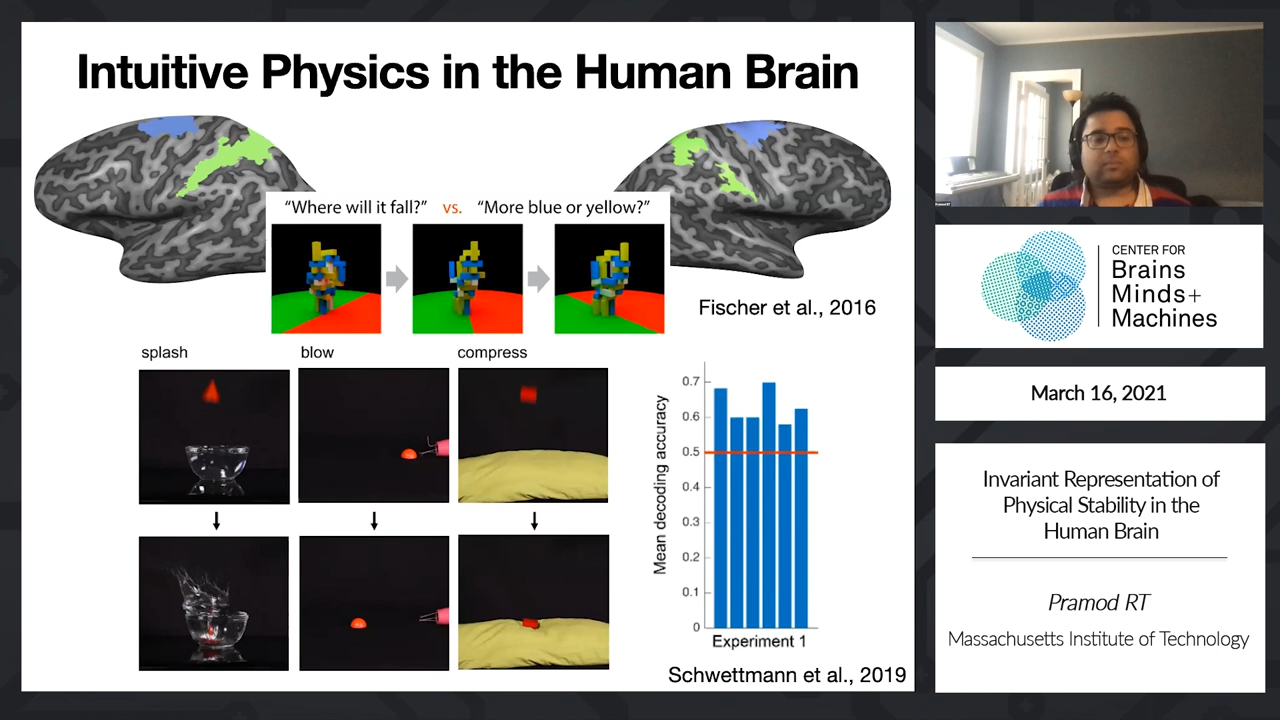 Intuitive Physics in the Human Brain
“Where will it fall?” vs. “More blue or yellow?”
Fischer et al., 2016
splash
blow
compress
Mean decoding accuracy
0.7
0.6
0.5
0.4
0.3
0.2
0.1
0
Experiment 1
Schwettmann et al., 2019
Pramod RT
CENTER FOR
Brains
Minds+
Machines
March 16, 2021
Invariant Representation of
Physical Stability in the
Human Brain
Pramod RT
Massachusetts Institute of Technology